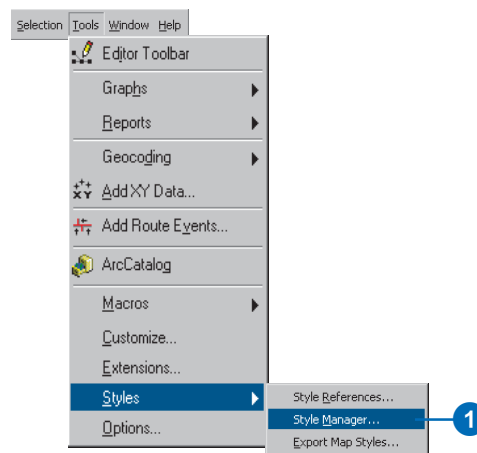 Selection Tools Window Help
Editor Toolbar
Graphs
Reports
Geocoding
Add XY Data...
Add Route Events...
ArcCatalog
Macros
Customize...
Extensions...
Styles
Options...
Style References...
Style Manager...
Export Map Styles...
1